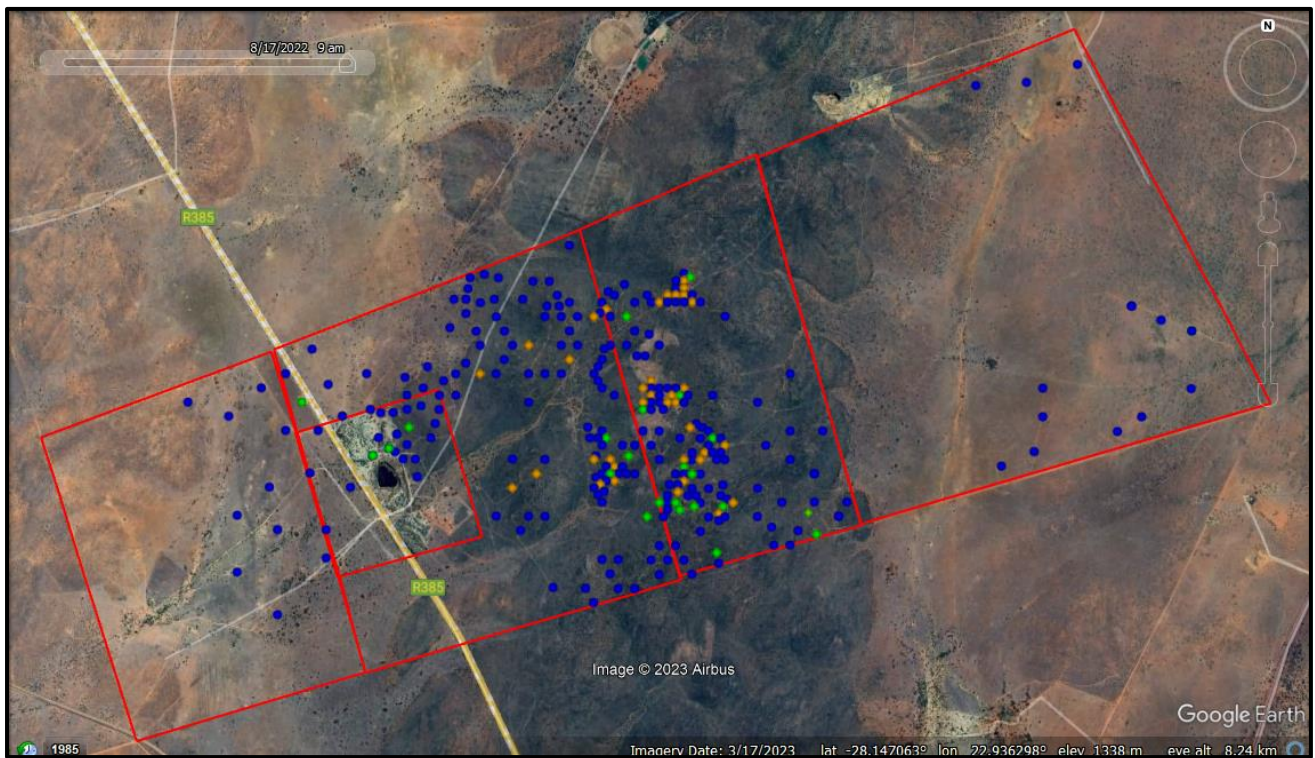 8/17/2022 9 am
N
R385
R385
Image © 2023 Airbus
Google Earth
1985
Imagery Date: 3/17/2023 lat -28.147063° lon 22.936298° elev 1338 m eye alt 8.24 km